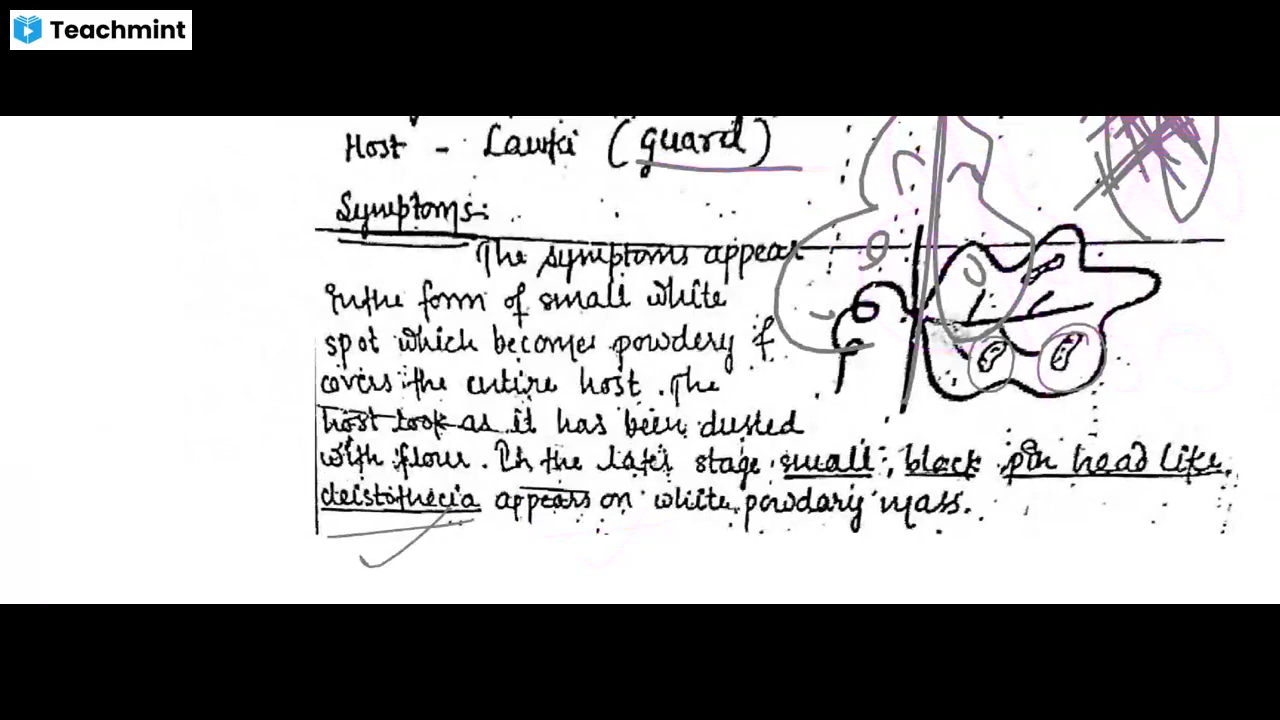 Teachmint
Host - Lauki (guard)
Symptoms:
The symptoms appear
In the form of small white
spot which becomes powdery &
covers the entire host. The
host look as it has been dusted
with flour. In the later stage small, black pin head like
cleistothecia appears on white powdary mass.